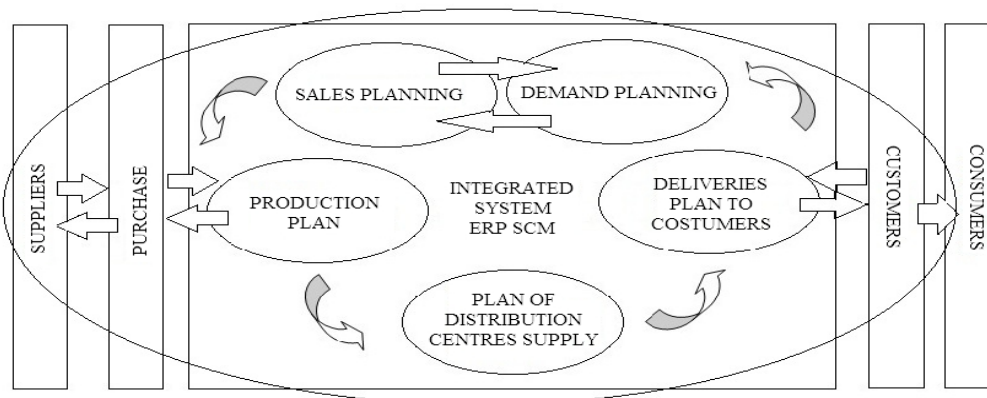 SUPPLIERS
PURCHASE
SALES PLANNING
DEMAND PLANNING
PRODUCTION
PLAN
INTEGRATED
SYSTEM
ERP SCM
DELIVERIES
PLAN TO
COSTUMERS
PLAN OF
DISTRIBUTION
CENTRES SUPPLY
CUSTOMERS
CONSUMERS